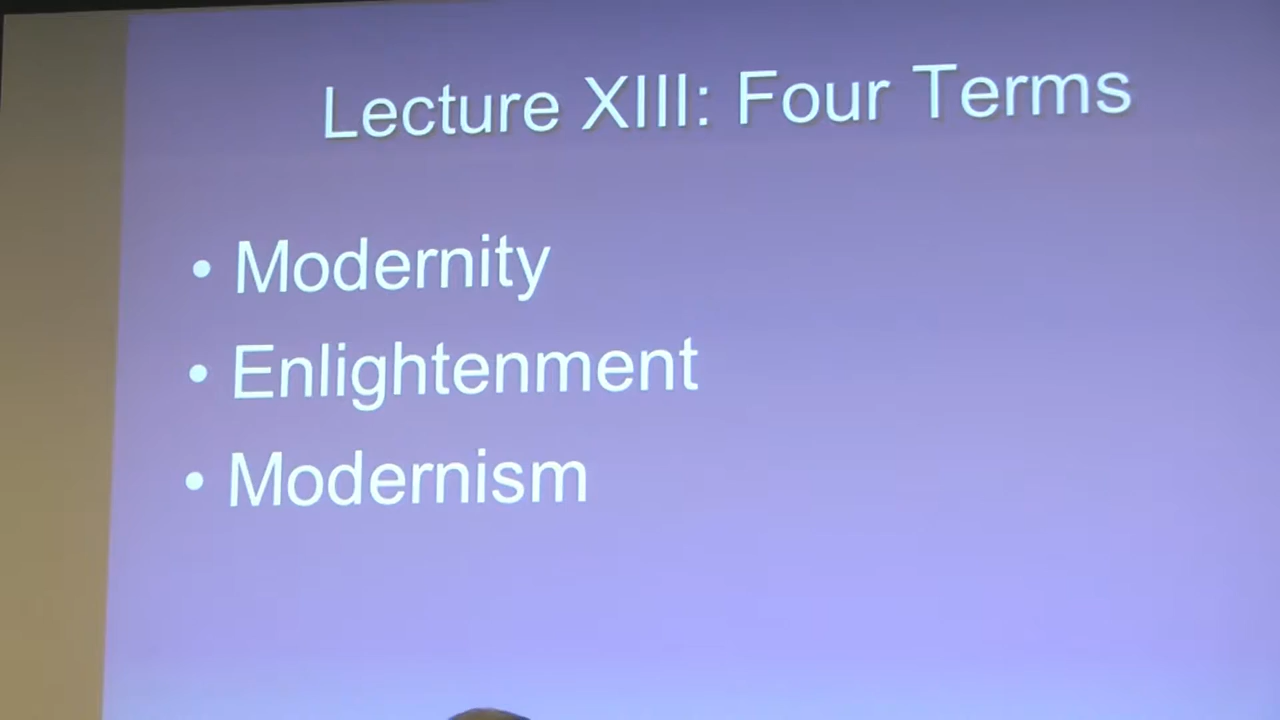 Lecture XIII: Four Terms
• Modernity
• Enlightenment
• Modernism